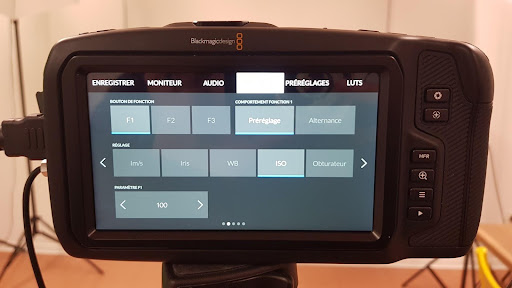 Blackmagicdesign
ENREGISTRER MONITEUR AUDIO PRÉRÉGLAGES LUTS
BOUTON DE FONCTION COMPORTEMENT FONCTION 1
F1 F2 F3 Préréglage Alternance
RÉGLAGE
Im/s Iris WB ISO Obturateur
PARAMÈTRE F1
100
HFR